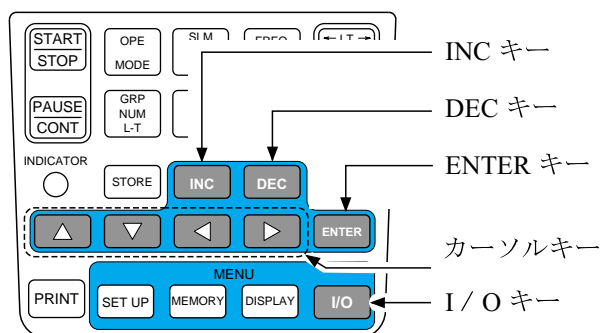 START
STOP
OPE
MODE
INC キー
PAUSE
CONT
GRP
NUM
L-T
DEC キー
INDICATOR
STORE
INC
DEC
ENTER キー
ENTER
カーソルキー
MENU
PRINT
SET UP
MEMORY
DISPLAY
I/O
I／O キー